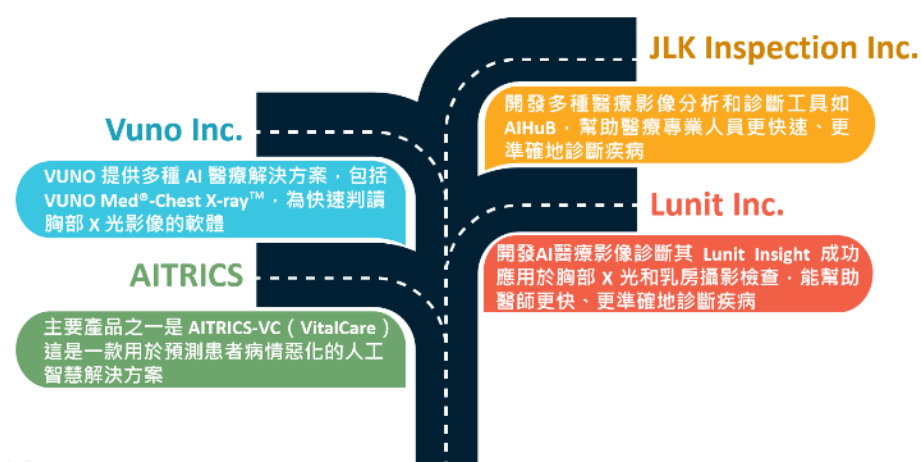 JLK Inspection Inc.
開發多種醫療影像分析和診斷工具如
AIHuB，幫助醫療專業人員更快速、更
準確地診斷疾病
Vuno Inc.
VUNO 提供多種 AI 醫療解決方案，包括
VUNO Med®-Chest X-ray™，為快速判讀
胸部 X 光影像的軟體
Lunit Inc.
開發AI醫療影像診斷其 Lunit Insight 成功
應用於胸部 X 光和乳房攝影檢查，能幫助
醫師更快、更準確地診斷疾病
AITRICS
主要產品之一是 AITRICS-VC（VitalCare）
這是一款用於預測患者病情惡化的人工
智慧解決方案